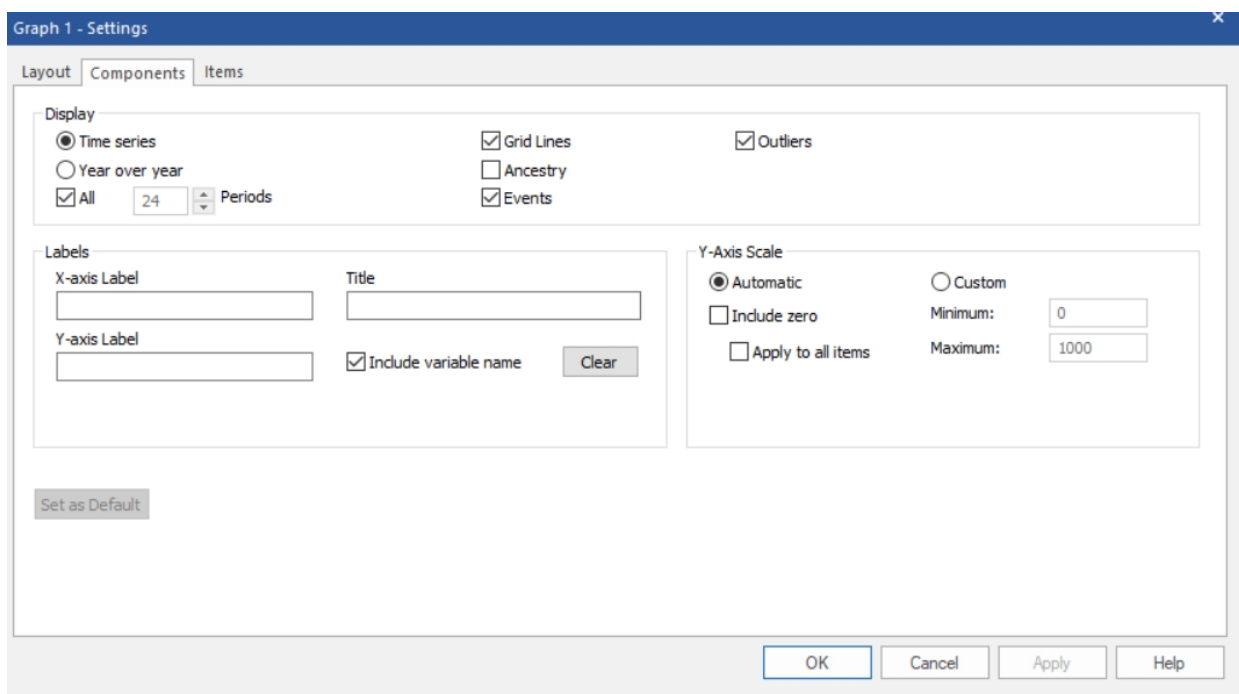 Graph 1 - Settings
Layout Components Items
Display
Time series Grid Lines Outliers
Year over year Ancestry
All 24 Periods Events
Labels
X-axis Label Title
Y-axis Label
Include variable name Clear
Y-Axis Scale
Automatic Custom
Include zero Minimum: 0
Apply to all items Maximum: 1000
Set as Default
OK Cancel Apply Help